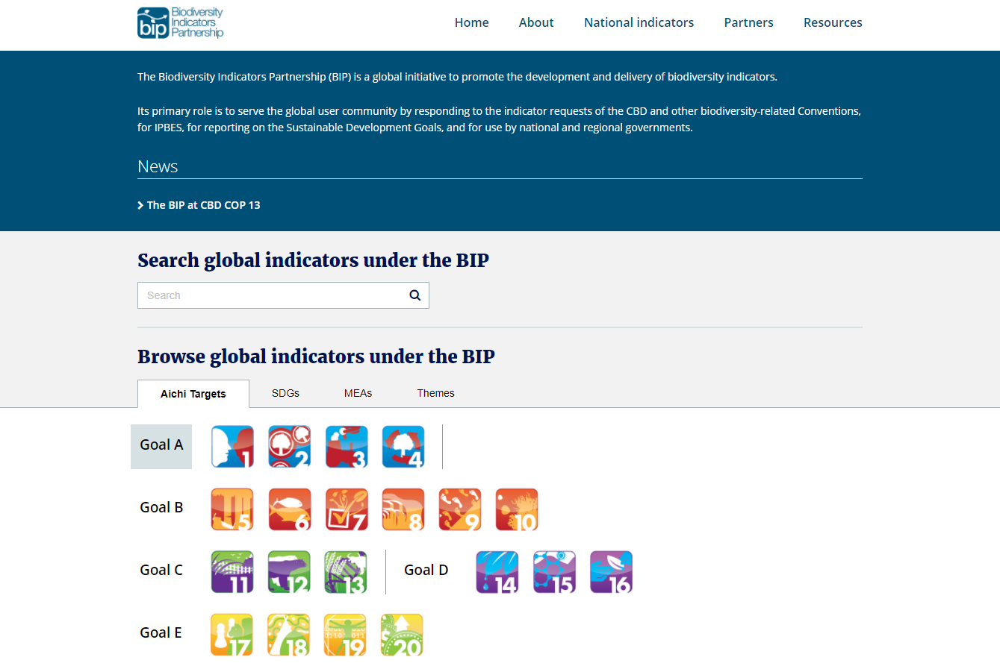 bip Biodiversity
Indicators
Partnership
Home About National indicators Partners Resources
The Biodiversity Indicators Partnership (BIP) is a global initiative to promote the development and delivery of biodiversity indicators.
Its primary role is to serve the global user community by responding to the indicator requests of the CBD and other biodiversity-related Conventions,
for IPBES, for reporting on the Sustainable Development Goals, and for use by national and regional governments.
News
The BIP at CBD COP 13
Search global indicators under the BIP
Search
Browse global indicators under the BIP
Aichi Targets SDGs MEAs Themes
Goal A 1 2 3 4
Goal B 5 6 7 8 9 10
Goal C 11 12 13 Goal D 14 15 16
Goal E 17 18 19 20